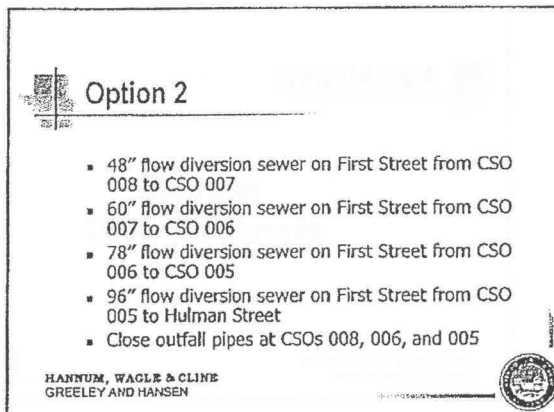 Option 2
▪ 48" flow diversion sewer on First Street from CSO
008 to CSO 007
▪ 60" flow diversion sewer on First Street from CSO
007 to CSO 006
▪ 78" flow diversion sewer on First Street from CSO
006 to CSO 005
▪ 96" flow diversion sewer on First Street from CSO
005 to Hulman Street
▪ Close outfall pipes at CSOs 008, 006, and 005
HANNUM, WAGLE & CLINE
GREELEY AND HANSEN